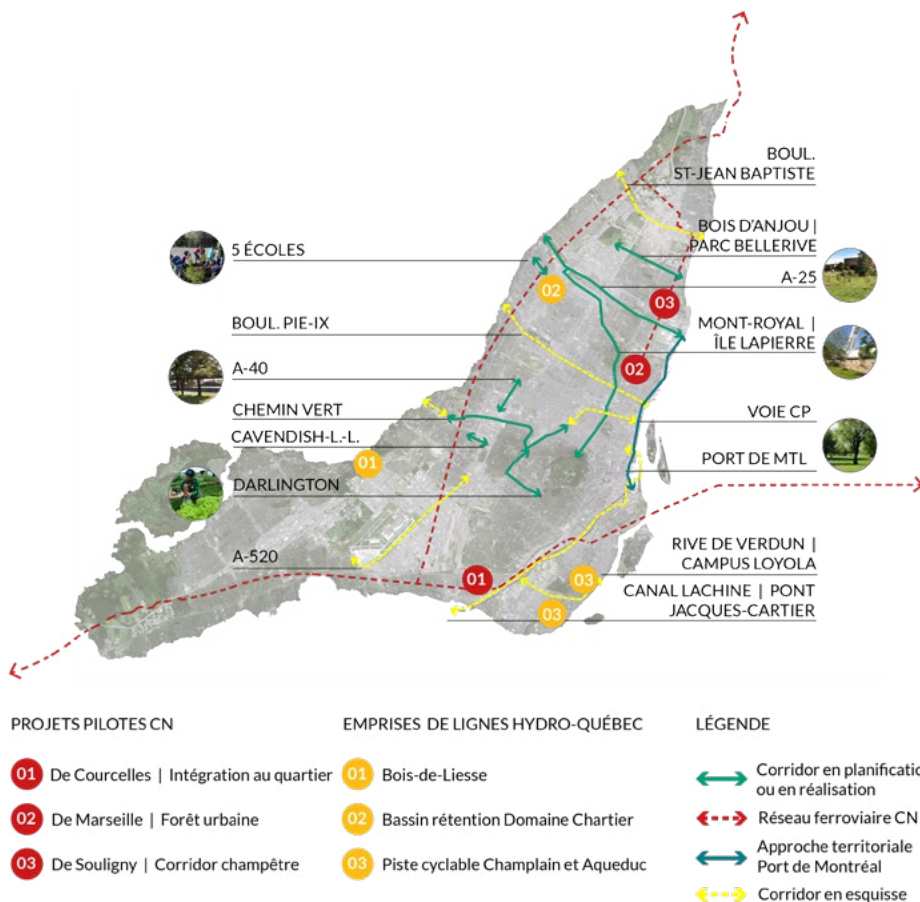 BOUL.
ST-JEAN BAPTISTE
BOIS D'ANJOU |
PARC BELLERIVE
5 ÉCOLES
A-25
02
03
BOUL. PIE-IX
MONT-ROYAL |
ÎLE LAPIERRE
A-40
02
CHEMIN VERT
VOIE CP
CAVENDISH-L.-L.
01
PORT DE MTL
DARLINGTON
RIVE DE VERDUN |
CAMPUS LOYOLA
A-520
01
03
CANAL LACHINE | PONT
JACQUES-CARTIER
03
PROJETS PILOTES CN
01 De Courcelles | Intégration au quartier
02 De Marseille | Forêt urbaine
03 De Souligny | Corridor champêtre
EMPRISES DE LIGNES HYDRO-QUÉBEC
01 Bois-de-Liesse
02 Bassin rétention Domaine Chartier
03 Piste cyclable Champlain et Aqueduc
LÉGENDE
Corridor en planificatio
ou en réalisation
Réseau ferroviaire CN
Approche territoriale
Port de Montréal
Corridor en esquisse